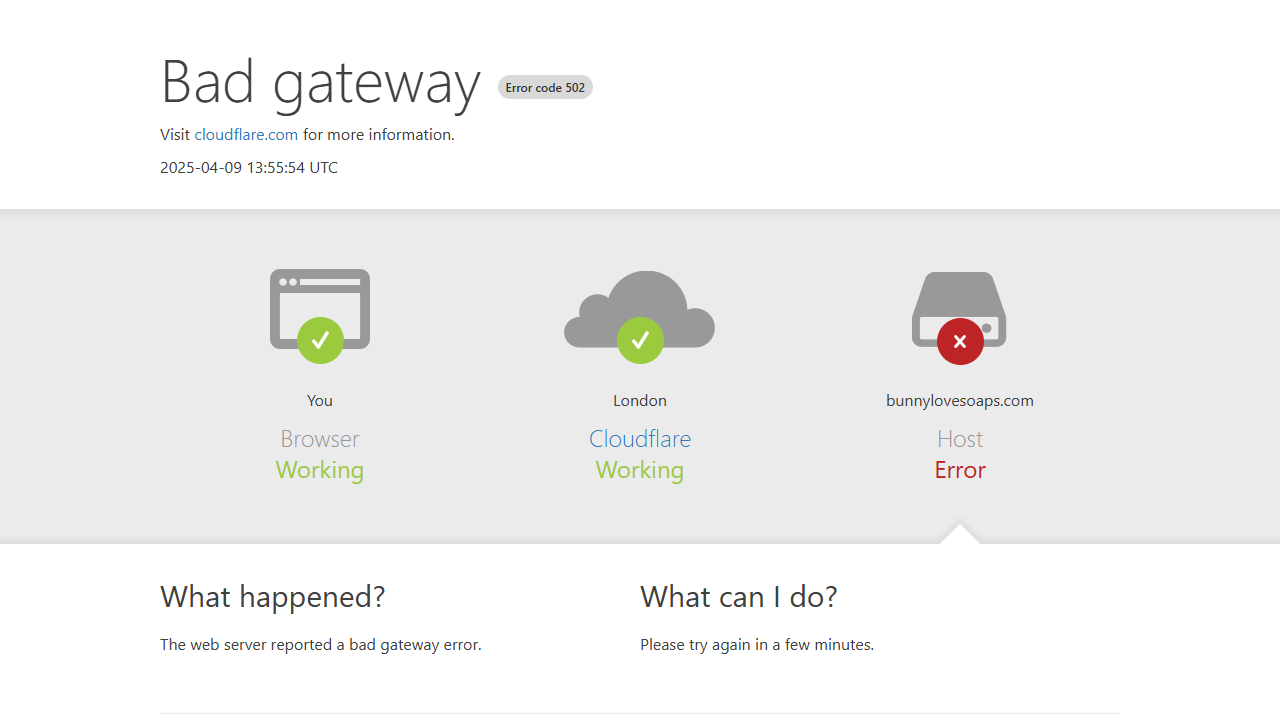 Bad gateway Error code 502
Visit cloudflare.com for more information.
2025-04-09 13:55:54 UTC
You
Browser
Working
London
Cloudflare
Working
bunnylovesoaps.com
Host
Error
What happened?
The web server reported a bad gateway error.
What can I do?
Please try again in a few minutes.